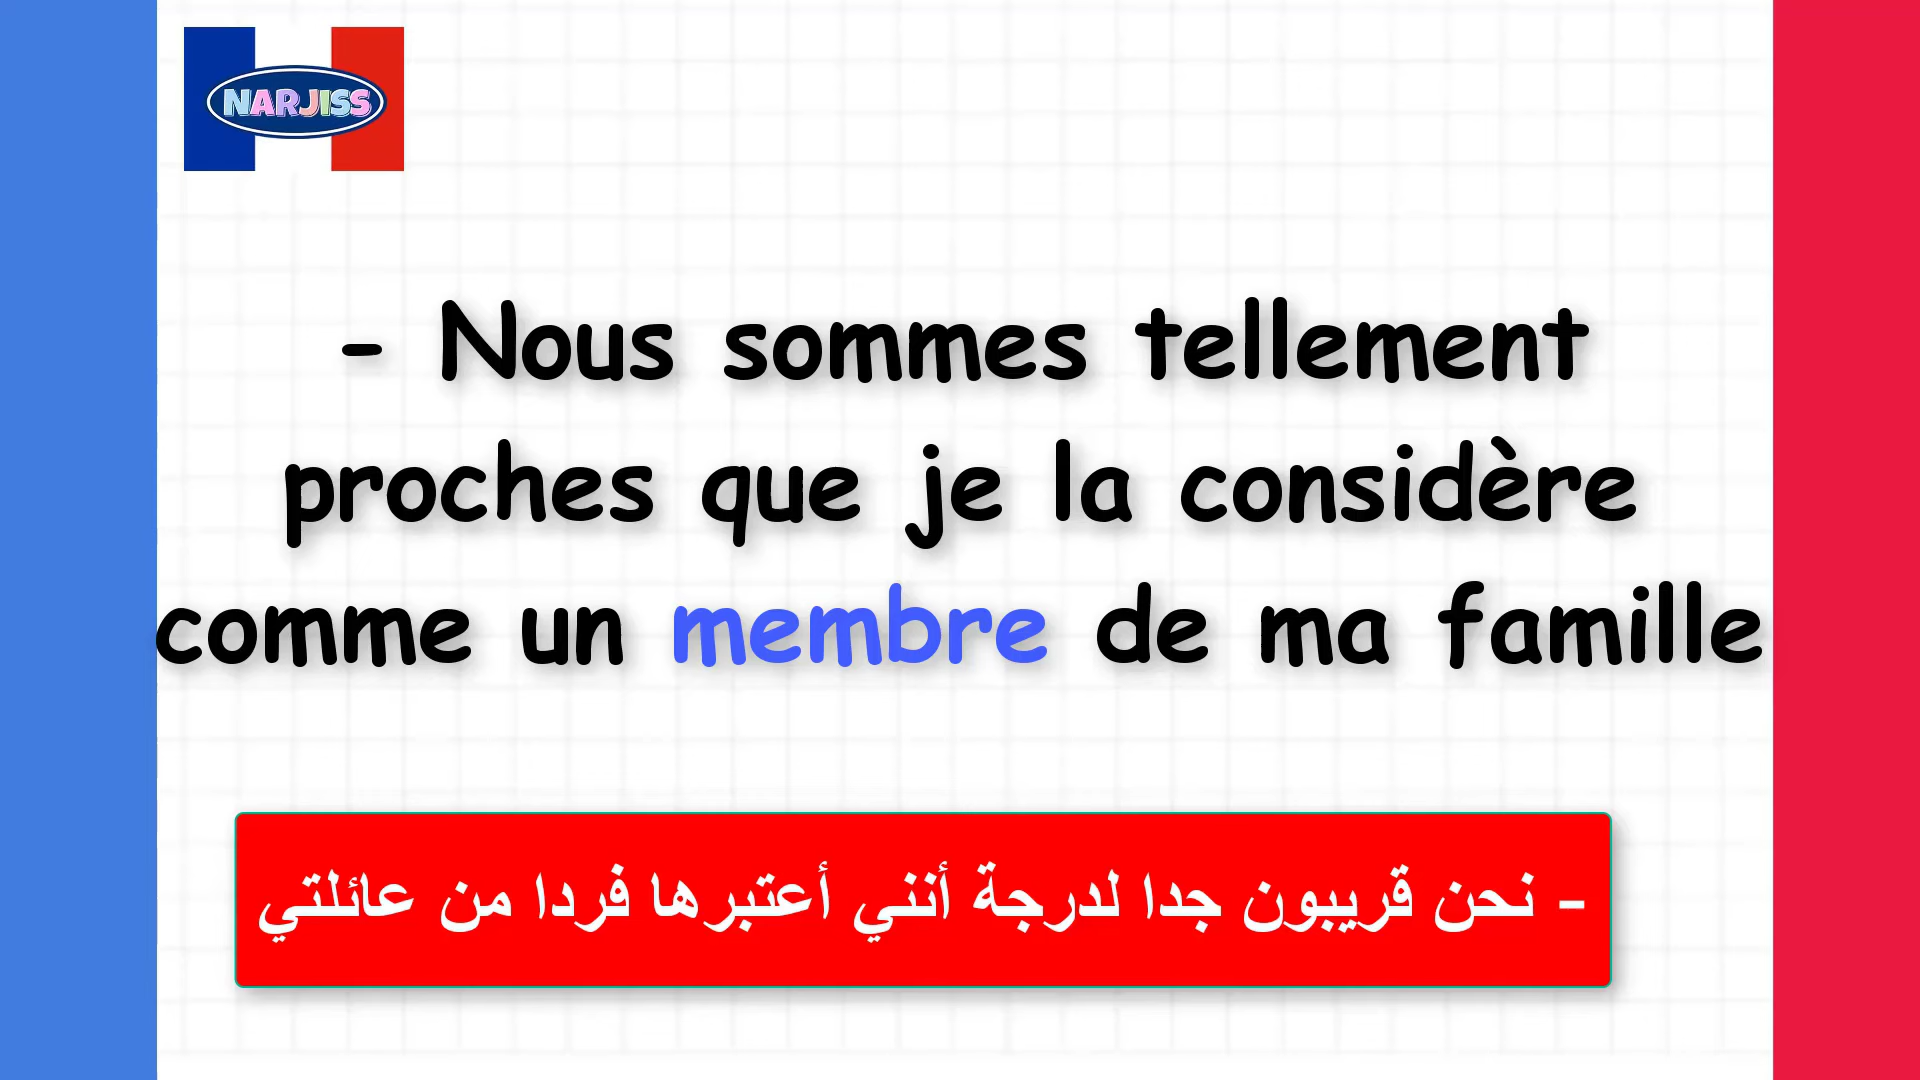 NARJISS
- Nous sommes tellement
proches que je la considère
comme un membre de ma famille
- نحن قريبون جدا لدرجة أنني أعتبرها فردا من عائلتي